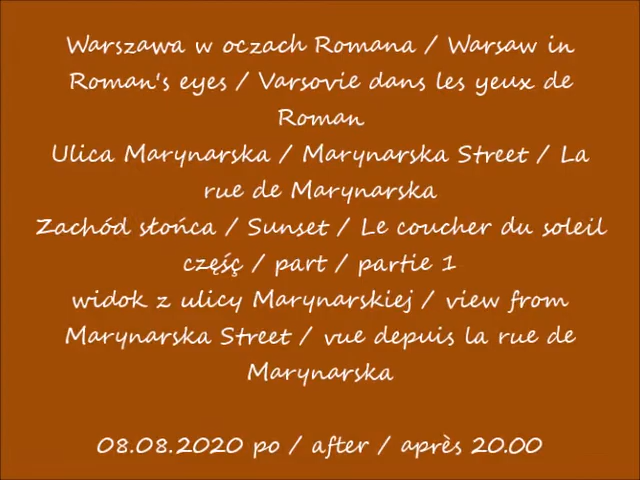 Warszawa w oczach Romana / Warsaw in
Roman's eyes / Varsovie dans les yeux de
Roman
Ulica Marynarska / Marynarska Street / La
rue de Marynarska
Zachód słońca / Sunset / Le coucher du soleil
częśç / part / partie 1
widok z ulicy Marynarskiej / view from
Marynarska Street / vue depuis la rue de
Marynarska
08.08.2020 po / after / après 20.00